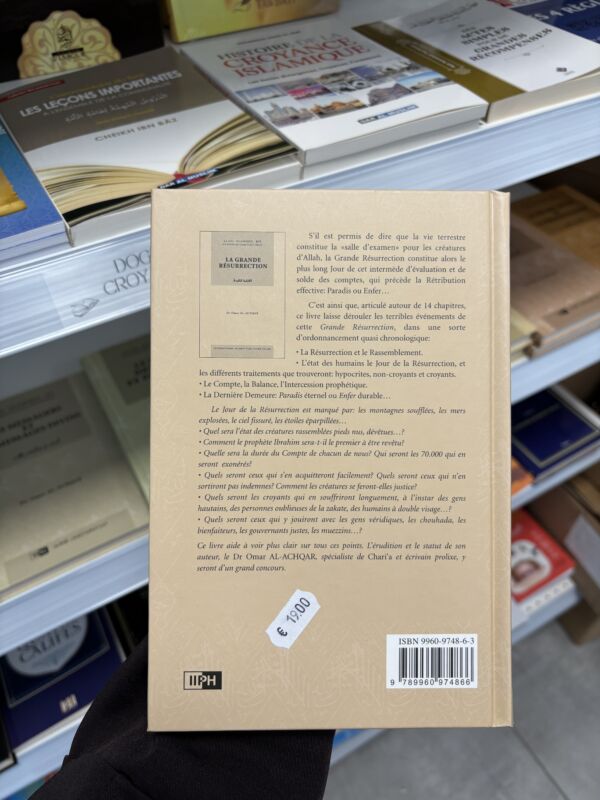 LES LEÇONS IMPORTANTES
CHEIKH IBN BÂZ
HISTOIRE DE LA
CROYANCE
ISLAMIQUE
DAR AL MUSLIM
ACTES
SIMPLES
GRANDES
RÉCOMPENSES
DOG
CROY
LA GRANDE
RÉSURRECTION
S'il est permis de dire que la vie terrestre
constitue la «salle d'examen» pour les créatures
d'Allah, la Grande Résurrection constitue alors le
plus long Jour de cet intermède d'évaluation et de
solde des comptes, qui précède la Rétribution
effective: Paradis ou Enfer…
C'est ainsi que, articulé autour de 14 chapitres,
ce livre laisse dérouler les terribles événements de
cette Grande Résurrection, dans une sorte
d'ordonnancement quasi chronologique:
• La Résurrection et le Rassemblement.
• L'état des humains le Jour de la Résurrection, et
les différents traitements que trouveront: hypocrites, non-croyants et croyants.
• Le Compte, la Balance, l'Intercession prophétique.
• La Dernière Demeure: Paradis éternel ou Enfer durable…
Le Jour de la Résurrection est marqué par: les montagnes soufflées, les mers
explosées, le ciel fissuré, les étoiles éparpillées…
• Quel sera l'état des créatures rassemblées pieds nus, dévêtues…?
• Comment le prophète Ibrahim sera-t-il le premier à être revêtu?
• Quelle sera la durée du Compte de chacun de nous? Qui seront les 70.000 qui en
seront exonérés?
• Quels seront ceux qui s'en acquitteront facilement? Quels seront ceux qui n'en
sortiront pas indemnes? Comment les créatures se feront-elles justice?
• Quels seront les croyants qui en souffriront longuement, à l'instar des gens
hautains, des personnes oublieuses de la zakate, des humains à double visage…?
• Quels seront ceux qui y jouiront avec les gens véridiques, les chouhada, les
bienfaiteurs, les gouvernants justes, les muezzins…?
Ce livre aide à voir plus clair sur tous ces points. L'érudition et le statut de son
auteur, le Dr Omar AL-ACHQAR, spécialiste de Chari'a et écrivain prolixe, y
seront d'un grand concours.
€ 19.00
IIPH
ISBN 9960-9748-6-3
9 789960 974866
CALIFES